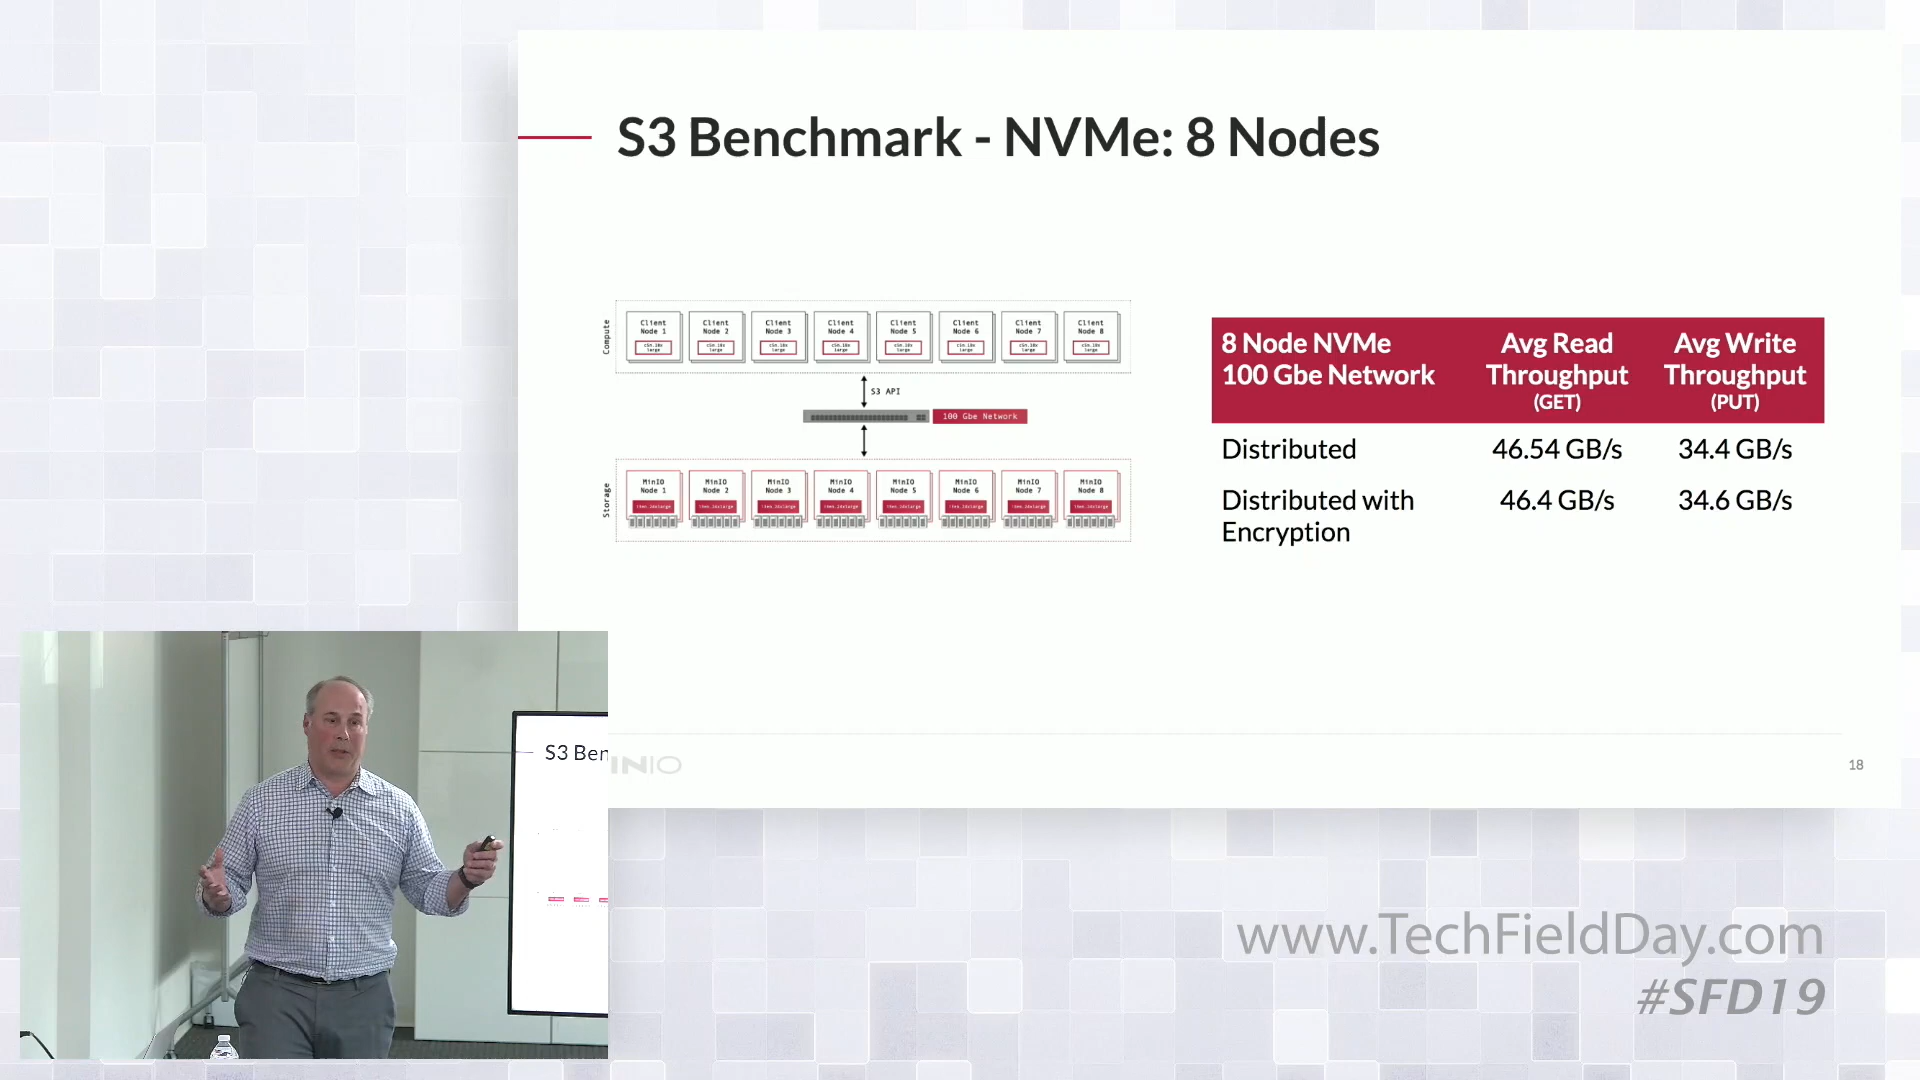 S3 Benchmark - NVMe: 8 Nodes
Compute
Client Node 1
Client Node 2
Client Node 3
Client Node 4
Client Node 5
Client Node 6
Client Node 7
Client Node 8
S3 API
100 Gbe Network
Storage
MinIO Node 1
MinIO Node 2
MinIO Node 3
MinIO Node 4
MinIO Node 5
MinIO Node 6
MinIO Node 7
MinIO Node 8
8 Node NVMe
100 Gbe Network
Avg Read
Throughput
(GET)
Avg Write
Throughput
(PUT)
Distributed 46.54 GB/s 34.4 GB/s
Distributed with 46.4 GB/s 34.6 GB/s
Encryption
INIO
18
S3 Ben
www.TechFieldDay.com
#SFD19